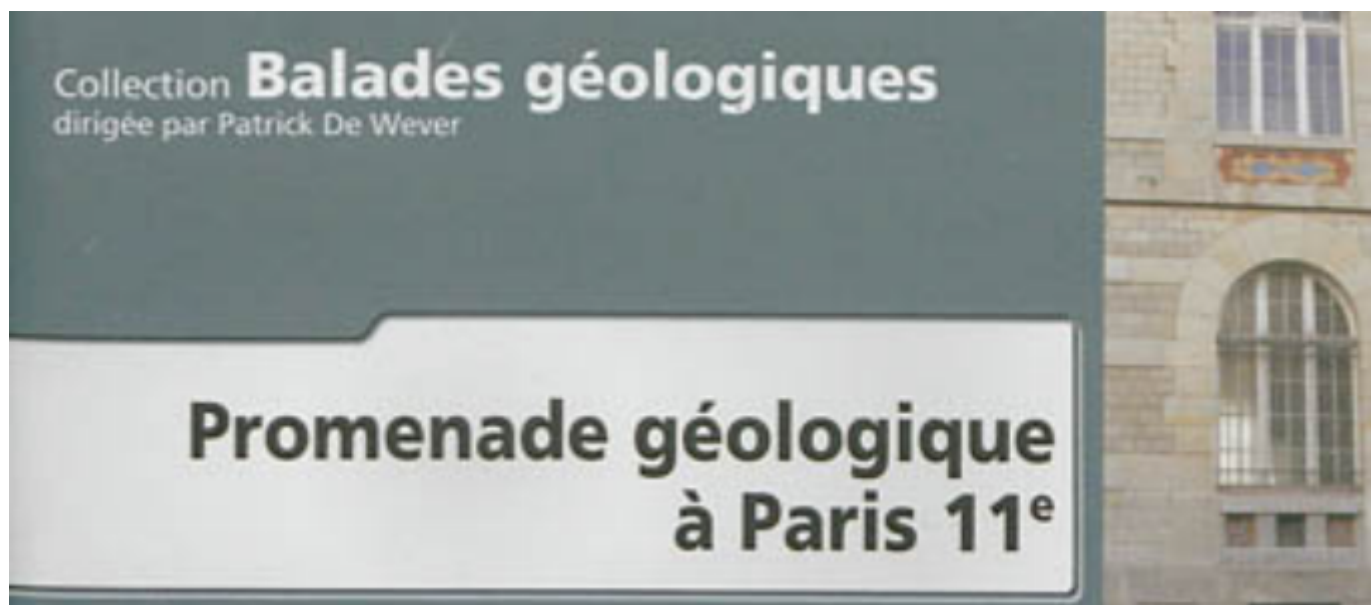 Collection Balades géologiques
dirigée par Patrick De Wever
Promenade géologique
à Paris 11e